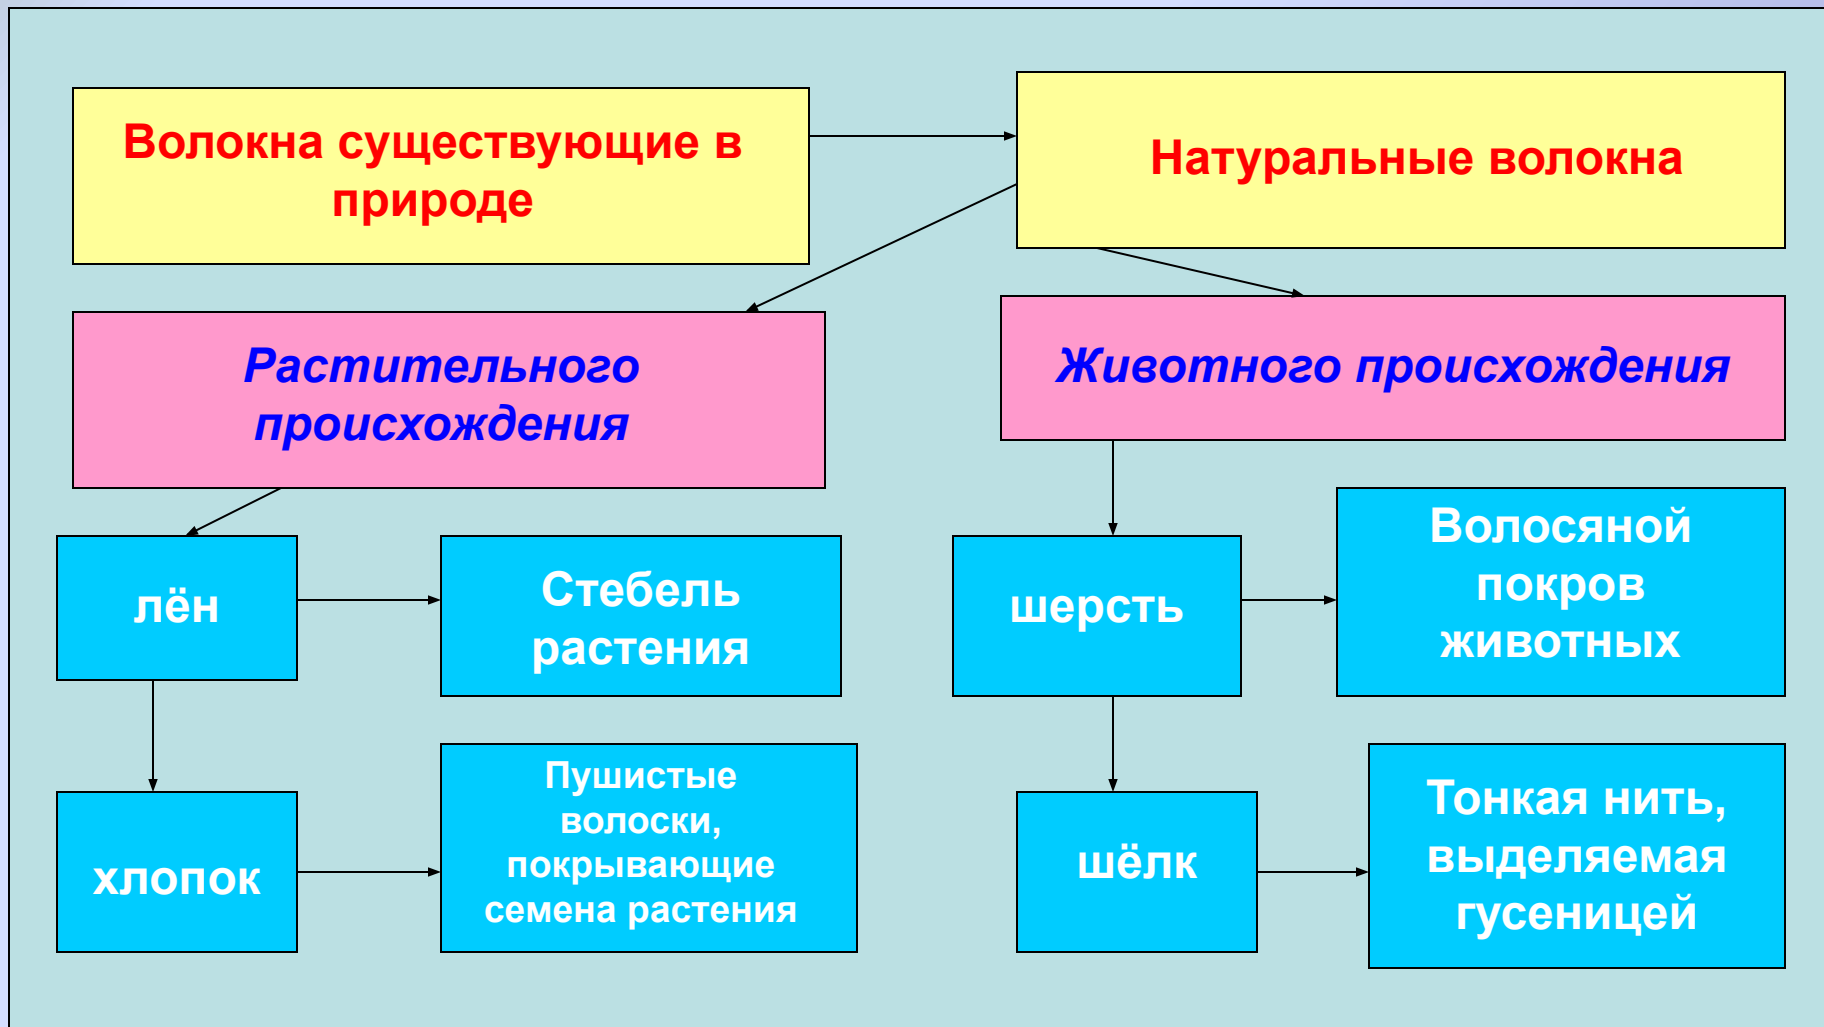 Волокна существующие в
природе
Натуральные волокна
Растительного
происхождения
Животного происхождения
лён
Стебель
растения
шерсть
Волосяной
покров
животных
хлопок
Пушистые
волоски,
покрывающие
семена растения
шёлк
Тонкая нить,
выделяемая
гусеницей